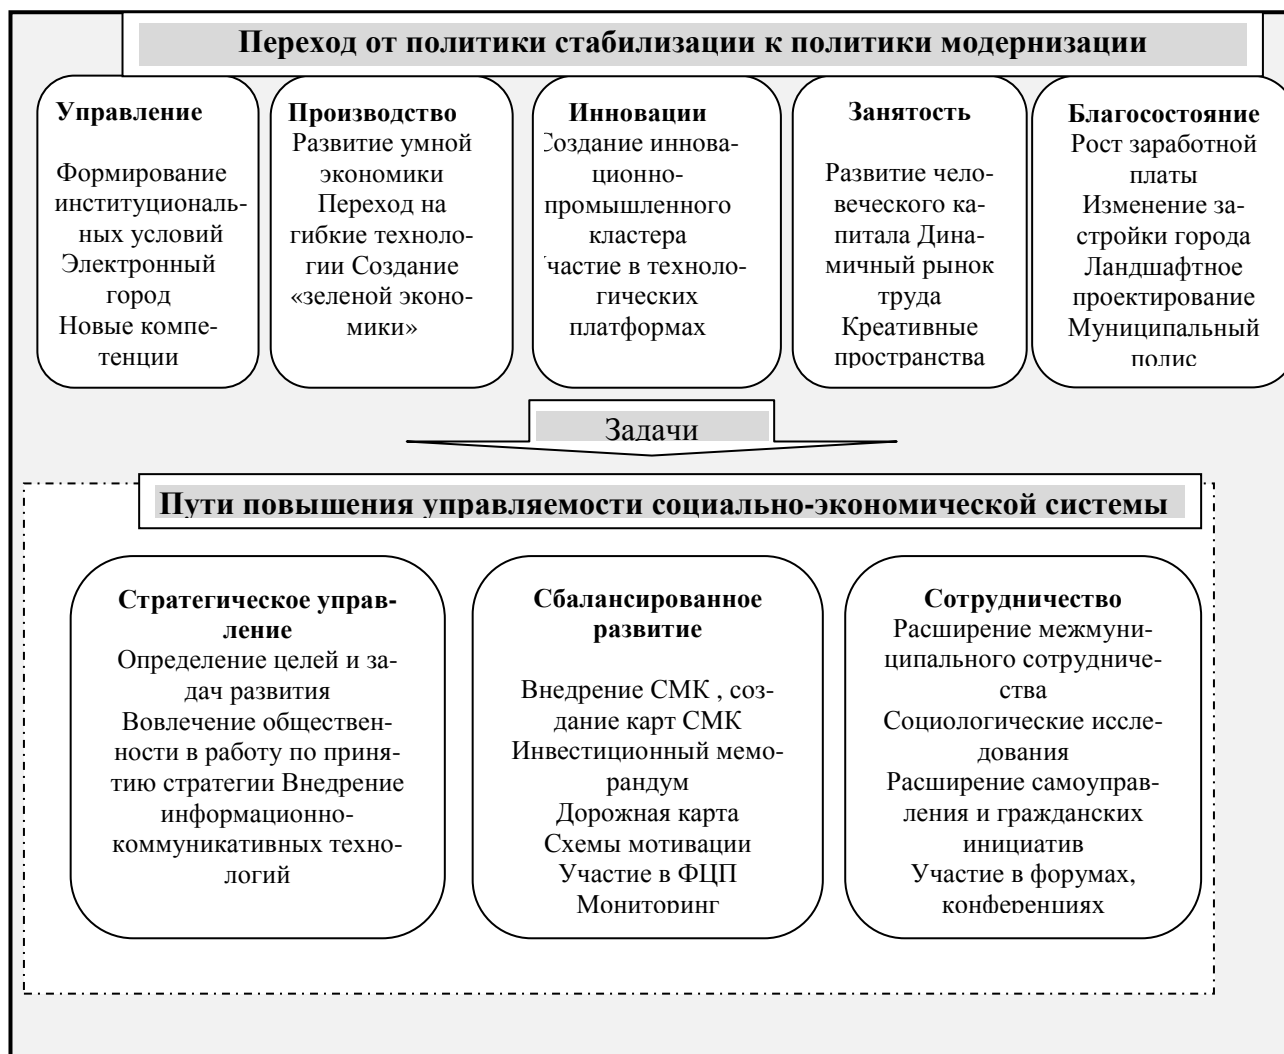 Переход от политики стабилизации к политики модернизации
Управление
Формирование
институциональ-
ных условий
Электронный
город
Новые компе-
тенции
Производство
Развитие умной
экономики
Переход на
гибкие техноло-
гии Создание
«зеленой эконо-
мики»
Инновации
Создание иннова-
ционно-
промышленного
кластера
Участие в техноло-
гических
платформах
Занятость
Развитие чело-
веческого ка-
питала Дина-
мичный рынок
труда
Креативные
пространства
Благосостояние
Рост заработной
платы
Изменение за-
стройки города
Ландшафтное
проектирование
Муниципальный
полис
Задачи
Пути повышения управляемости социально-экономической системы
Стратегическое управ-
ление
Определение целей и за-
дач развития
Вовлечение обществен-
ности в работу по приня-
тию стратегии Внедрение
информационно-
коммуникативных техно-
логий
Сбалансированное
развитие
Внедрение СМК , соз-
дание карт СМК
Инвестиционный мемо-
рандум
Дорожная карта
Схемы мотивации
Участие в ФЦП
Мониторинг
Сотрудничество
Расширение межмуни-
ципального сотрудниче-
ства
Социологические иссле-
дования
Расширение самоуправ-
ления и гражданских
инициатив
Участие в форумах,
конференциях